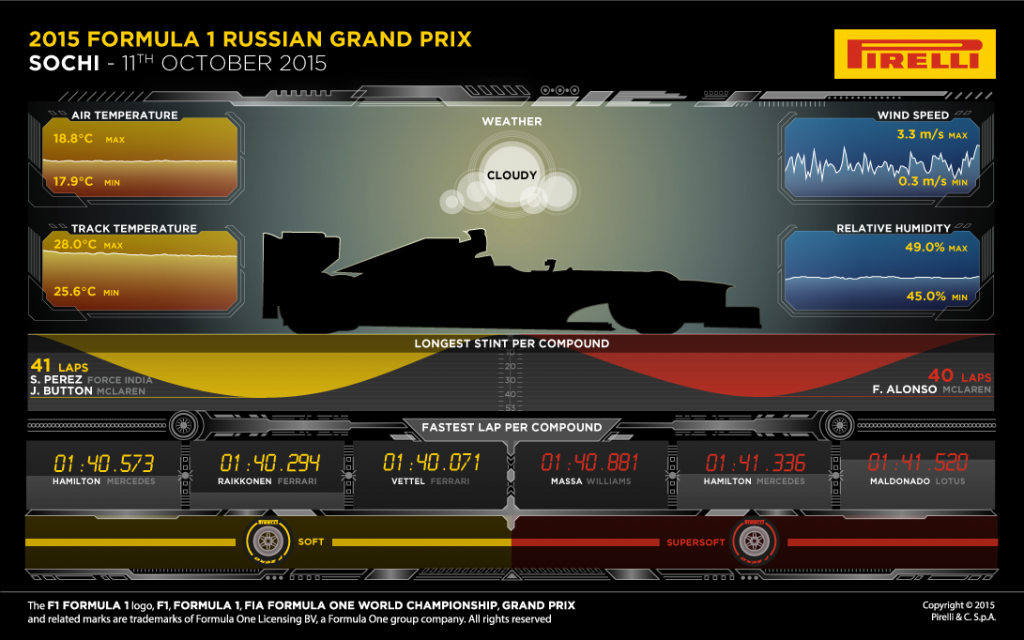 2015 FORMULA 1 RUSSIAN GRAND PRIX
SOCHI - 11TH OCTOBER 2015
PIRELLI
AIR TEMPERATURE
18.8°C MAX
17.9°C MIN
WEATHER
CLOUDY
WIND SPEED
3.3 m/s MAX
0.3 m/s MIN
TRACK TEMPERATURE
28.0°C MAX
25.6°C MIN
RELATIVE HUMIDITY
49.0% MAX
45.0% MIN
LONGEST STINT PER COMPOUND
10
20
30
40
53
41 LAPS
S. PEREZ FORCE INDIA
J. BUTTON MCLAREN
40 LAPS
F. ALONSO MCLAREN
FASTEST LAP PER COMPOUND
01:40.573
HAMILTON MERCEDES
01:40.294
RAIKKONEN FERRARI
01:40.071
VETTEL FERRARI
01:40.881
MASSA WILLIAMS
01:41.336
HAMILTON MERCEDES
01:41.520
MALDONADO LOTUS
SOFT
SUPERSOFT
The F1 FORMULA 1 logo, F1, FORMULA 1, FIA FORMULA ONE WORLD CHAMPIONSHIP, GRAND PRIX
and related marks are trademarks of Formula One Licensing BV, a Formula One group company. All rights reserved
Copyright © 2015
Pirelli & C. S.p.A.